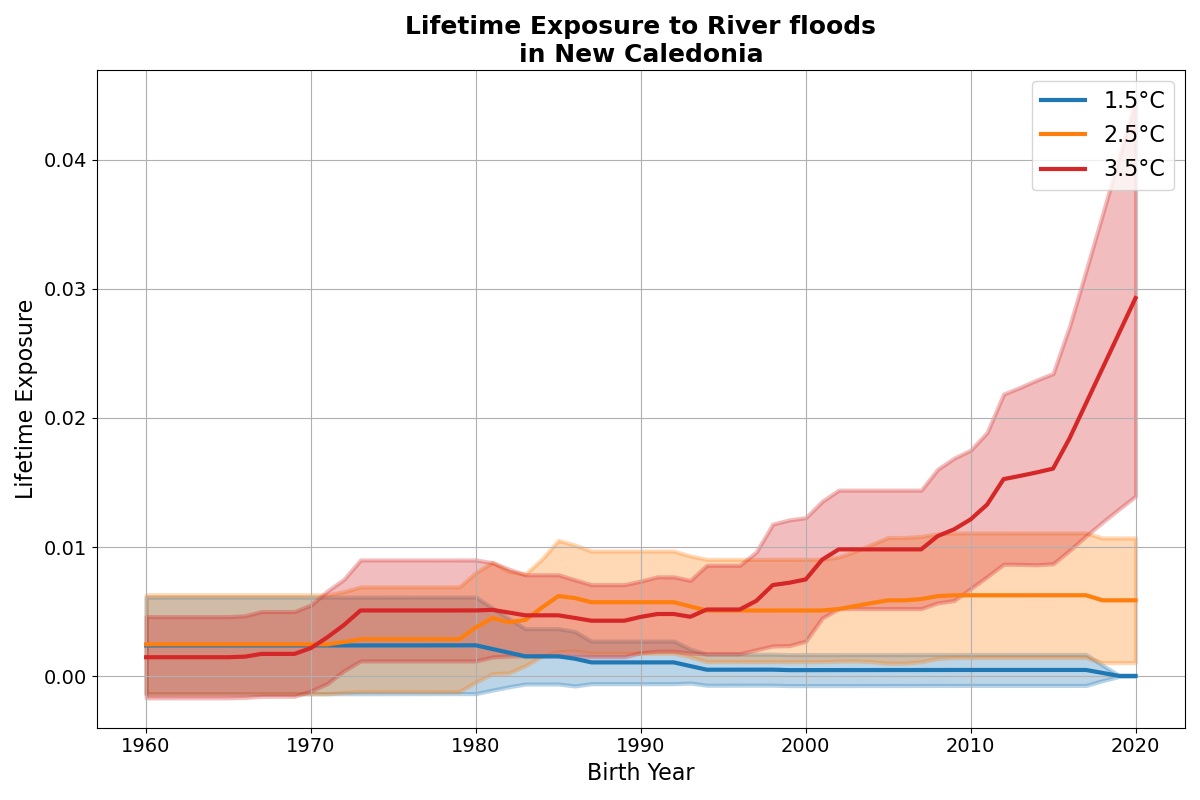 Lifetime Exposure to River floods
in New Caledonia
1.5°C
2.5°C
3.5°C
Lifetime Exposure
0.04
0.03
0.02
0.01
0.00
1960 1970 1980 1990 2000 2010 2020
Birth Year